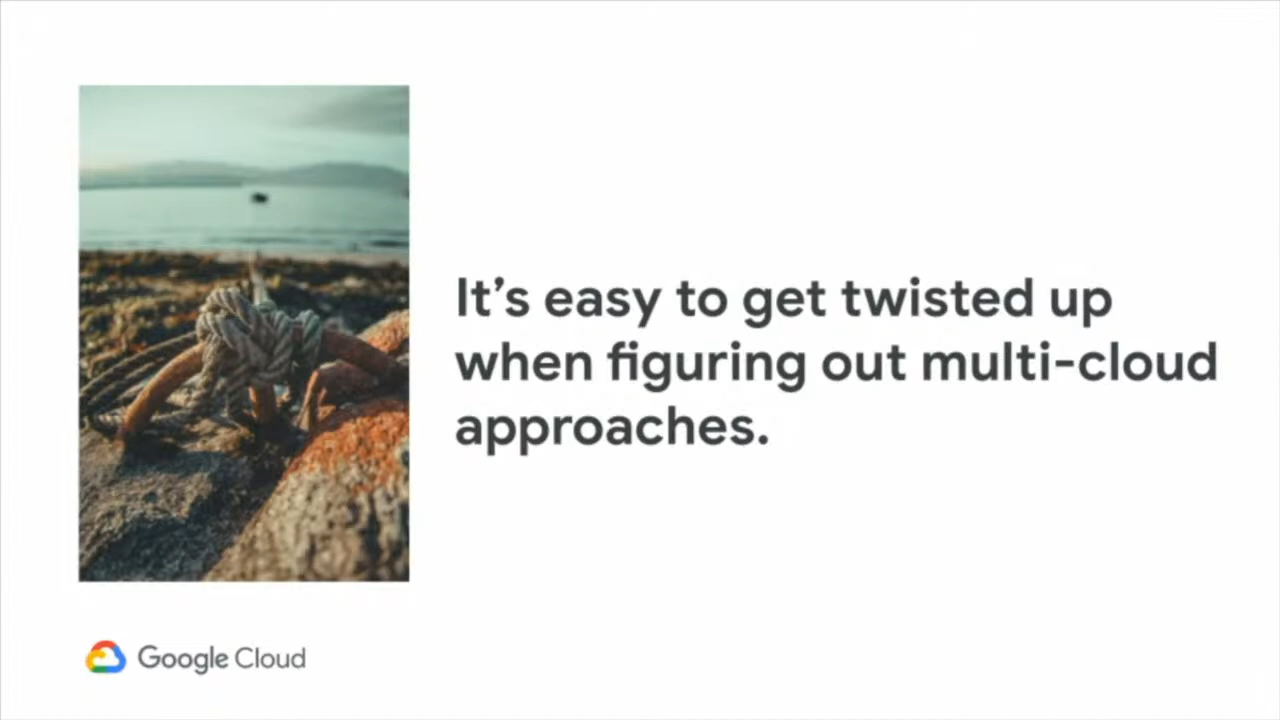 It’s easy to get twisted up
when figuring out multi-cloud
approaches.
Google Cloud